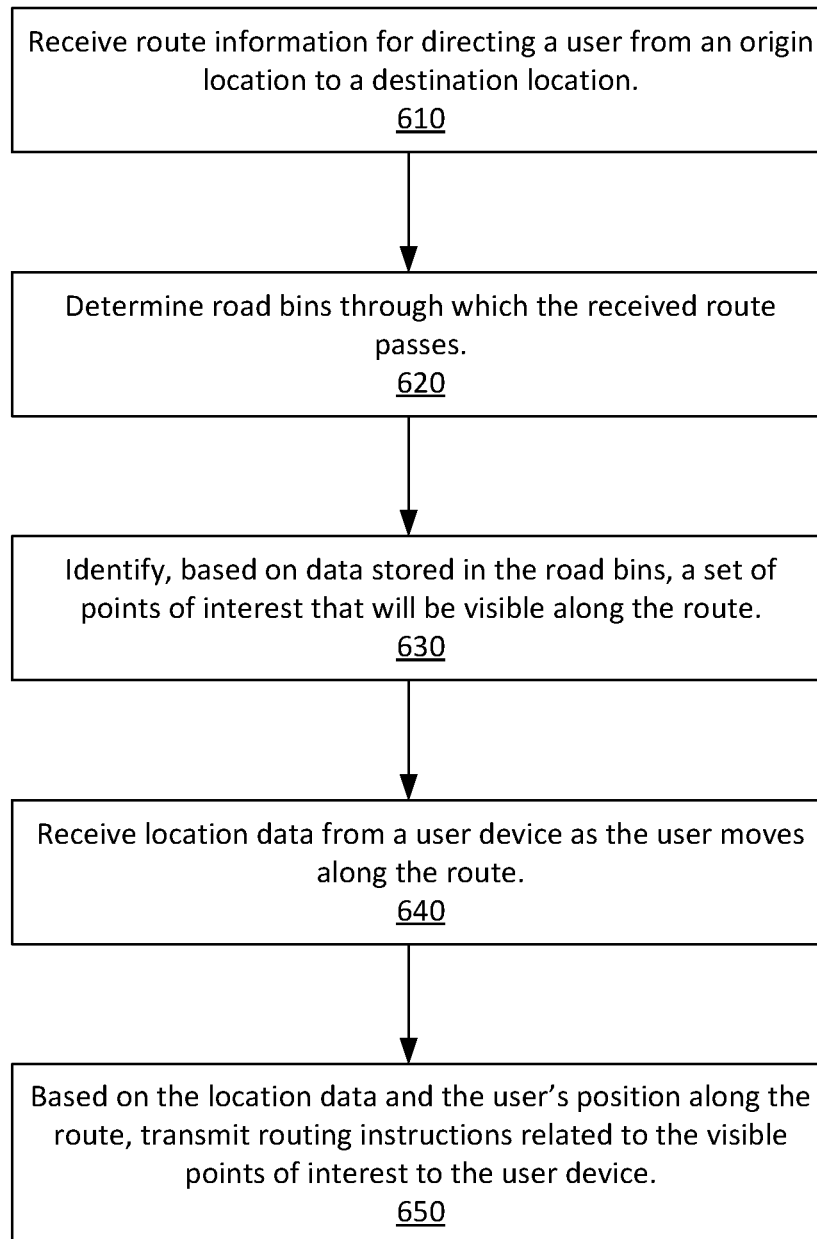 Receive route information for directing a user from an origin
location to a destination location.
610
Determine road bins through which the received route
passes.
620
Identify, based on data stored in the road bins, a set of
points of interest that will be visible along the route.
630
Receive location data from a user device as the user moves
along the route.
640
Based on the location data and the user’s position along the
route, transmit routing instructions related to the visible
points of interest to the user device.
650